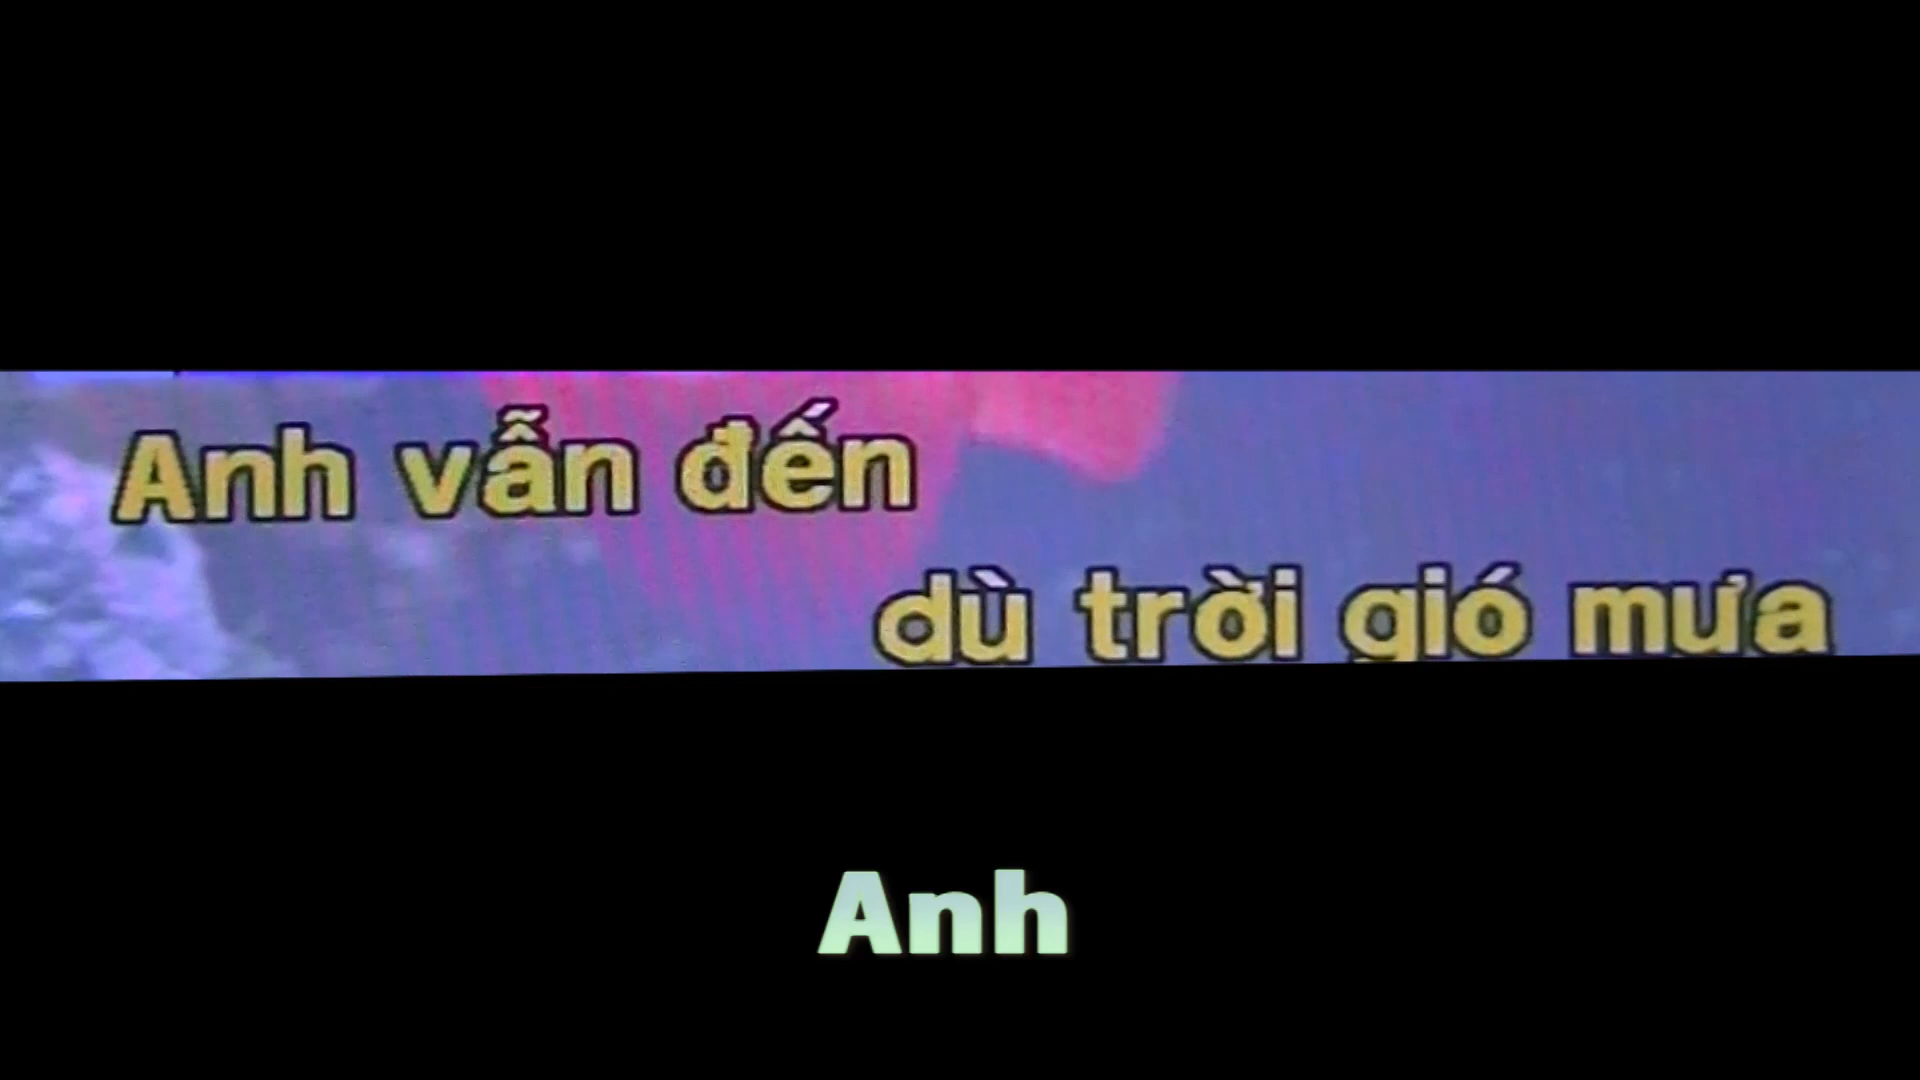 Anh vẫn đến
dù trời gió mưa
Anh